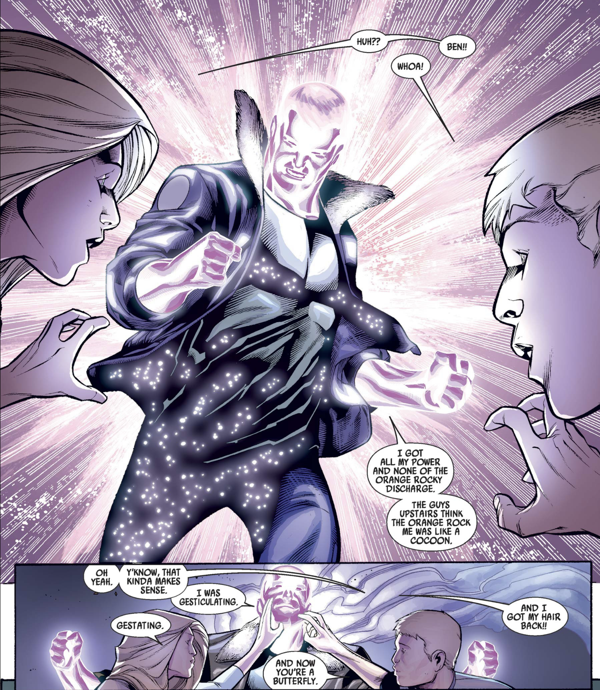 HUH??
BEN!!
WHOA!
I GOT
ALL MY POWER
AND NONE OF THE
ORANGE ROCKY
DISCHARGE.
THE GUYS
UPSTAIRS THINK
THE ORANGE ROCK
ME WAS LIKE A
COCOON.
OH
YEAH.
Y'KNOW, THAT
KINDA MAKES
SENSE.
I WAS
GESTICULATING.
GESTATING.
AND NOW
YOU'RE A
BUTTERFLY.
AND I
GOT MY HAIR
BACK!!